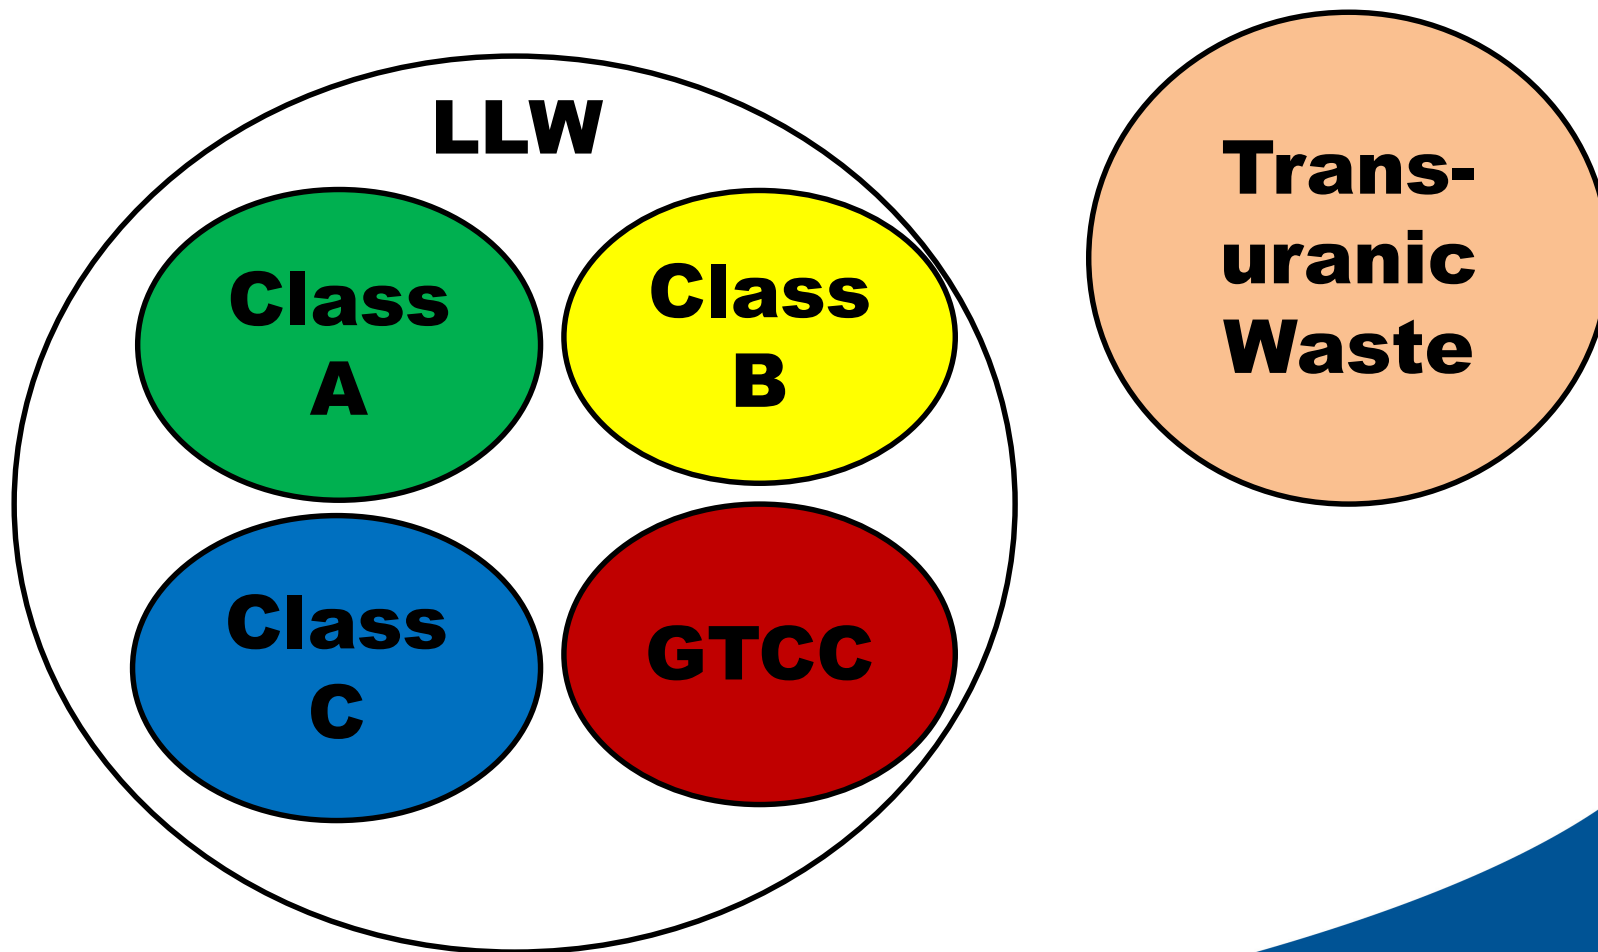 LLW
Class
A
Class
B
Class
C
GTCC
Trans-
uranic
Waste